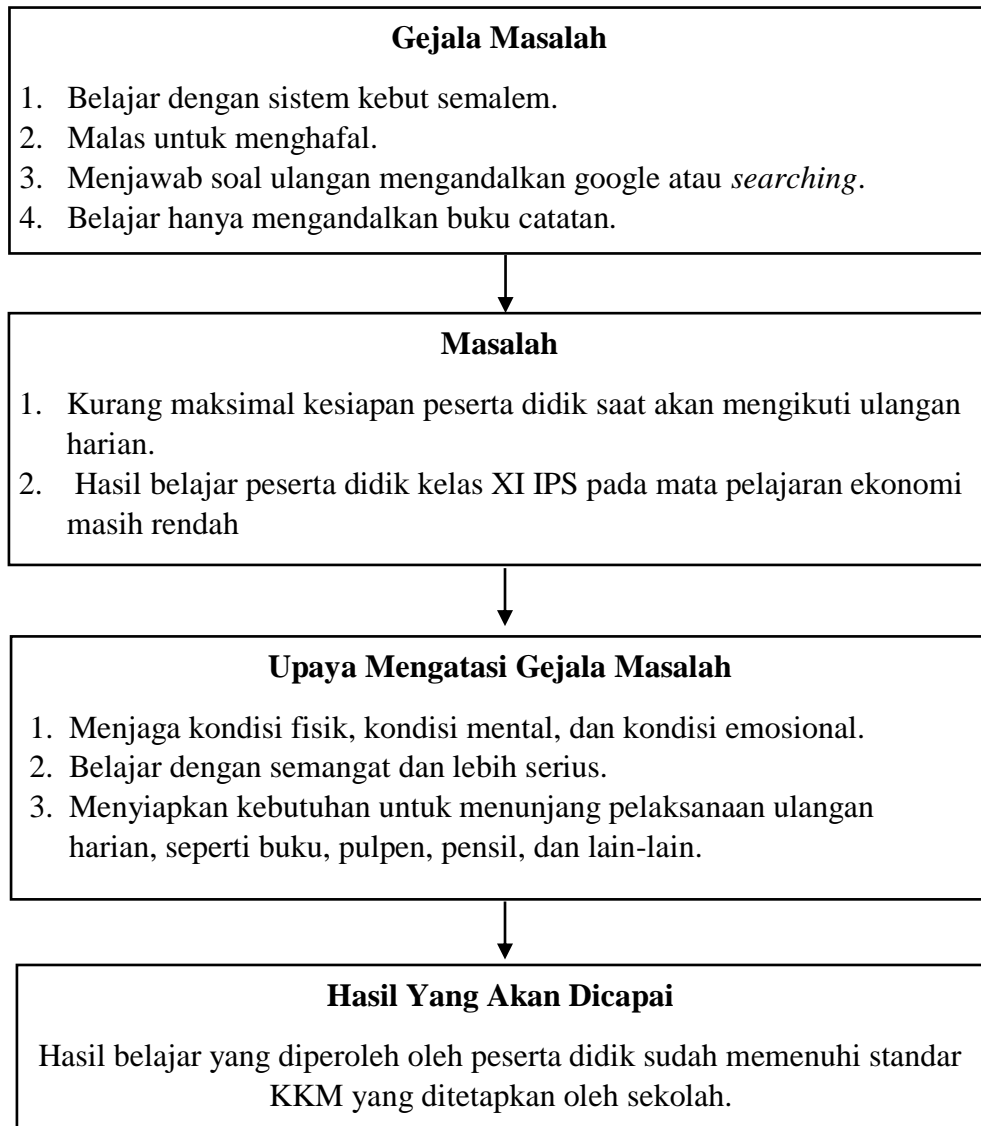 Gejala Masalah
1. Belajar dengan sistem kebut semalem.
2. Malas untuk menghafal.
3. Menjawab soal ulangan mengandalkan google atau searching.
4. Belajar hanya mengandalkan buku catatan.
Masalah
1. Kurang maksimal kesiapan peserta didik saat akan mengikuti ulangan
harian.
2. Hasil belajar peserta didik kelas XI IPS pada mata pelajaran ekonomi
masih rendah
Upaya Mengatasi Gejala Masalah
1. Menjaga kondisi fisik, kondisi mental, dan kondisi emosional.
2. Belajar dengan semangat dan lebih serius.
3. Menyiapkan kebutuhan untuk menunjang pelaksanaan ulangan
harian, seperti buku, pulpen, pensil, dan lain-lain.
Hasil Yang Akan Dicapai
Hasil belajar yang diperoleh oleh peserta didik sudah memenuhi standar
KKM yang ditetapkan oleh sekolah.